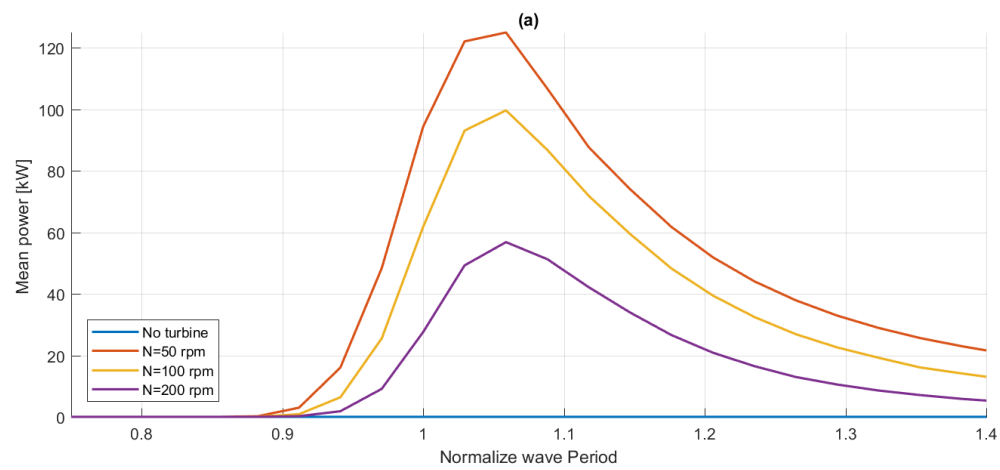 (a)
Mean power [kW]
120
100
80
60
40
20
0
No turbine
N=50 rpm
N=100 rpm
N=200 rpm
0.8
0.9
1
1.1
1.2
1.3
1.4
Normalize wave Period